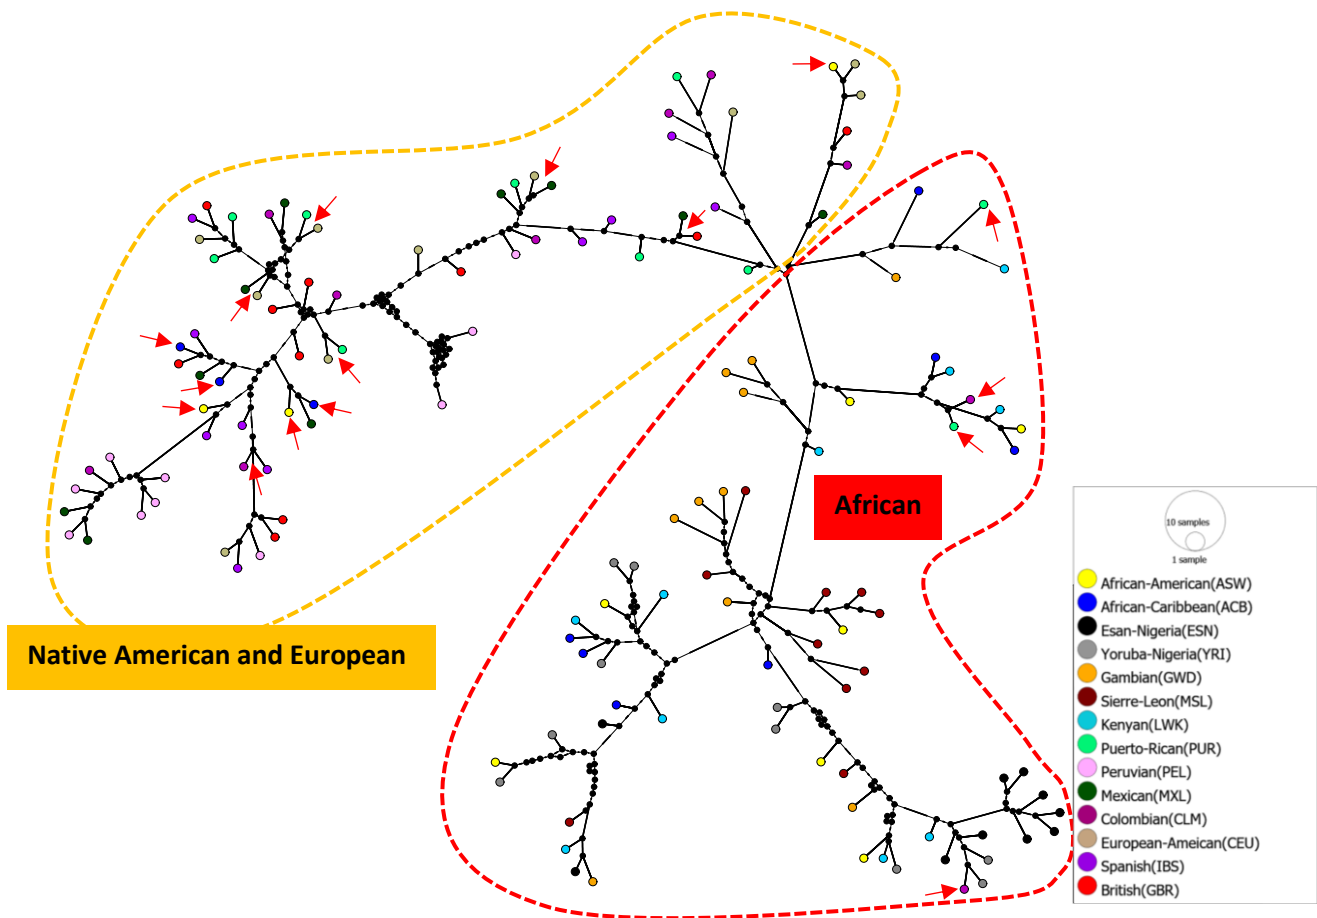 African
Native American and European
10 samples
1 sample
African-American(ASW)
African-Caribbean(ACB)
Esan-Nigeria(ESN)
Yoruba-Nigeria(YRI)
Gambian(GWD)
Sierre-Leon(MSL)
Kenyan(LWK)
Puerto-Rican(PUR)
Peruvian(PEL)
Mexican(MXL)
Colombian(CLM)
European-Ameican(CEU)
Spanish(IBS)
British(GBR)